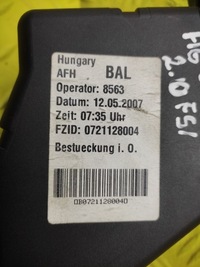 Hungary
AFH BAL
Operator: 8563
Datum: 12.05.2007
Zeit: 07:35 Uhr
FZID: 0721128004
Bestueckung i. O.
2.0 FSI